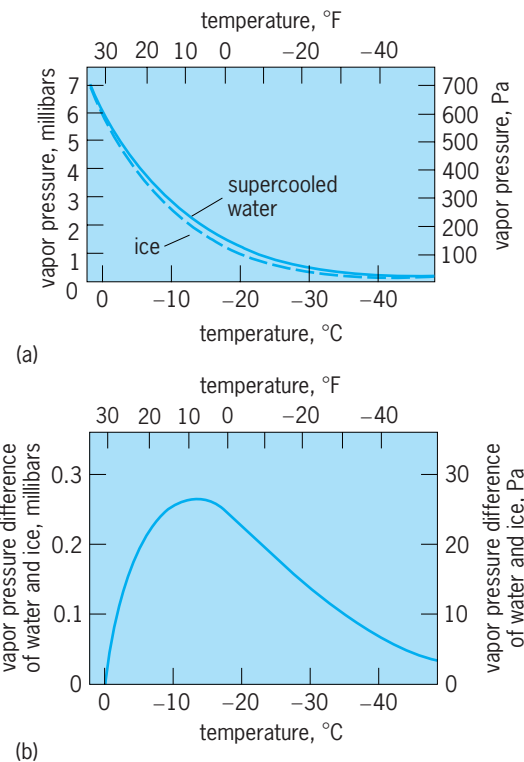 temperature, °F
30 20 10 0 −20 −40
vapor pressure, millibars
7
6
5
4
3
2
1
0
700
600
500
400
300
200
100
vapor pressure, Pa
supercooled
water
ice
0 −10 −20 −30 −40
temperature, °C
(a)
temperature, °F
30 20 10 0 −20 −40
vapor pressure difference
of water and ice, millibars
0.3
0.2
0.1
0
30
20
10
0
vapor pressure difference
of water and ice, Pa
0 −10 −20 −30 −40
temperature, °C
(b)